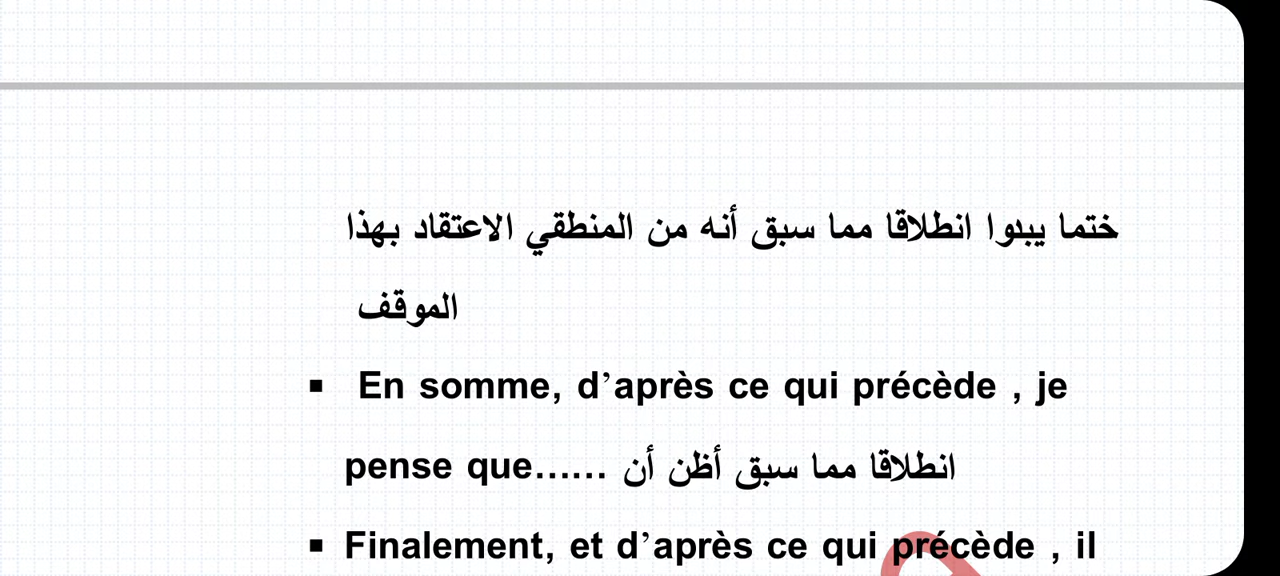 ختما يبدوا انطلاقا مما سبق أنه من المنطقي الاعتقاد بهذا
الموقف
▪ En somme, d’après ce qui précède , je
pense que…… انطلاقا مما سبق أظن أن
▪ Finalement, et d’après ce qui précède , il